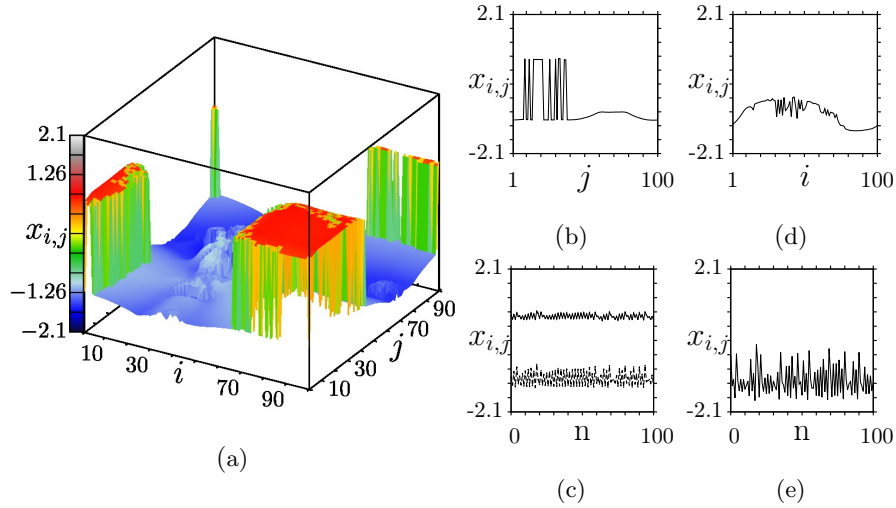 2.1
1.26
x_{i,j}
−1.26
−2.1
10
30
i
70
90
10
30
j
70
90
(a)
2.1
x_{i,j}
-2.1
1
j
100
(b)
2.1
x_{i,j}
-2.1
1
i
100
(d)
2.1
x_{i,j}
-2.1
0
n
100
(c)
2.1
x_{i,j}
-2.1
0
n
100
(e)